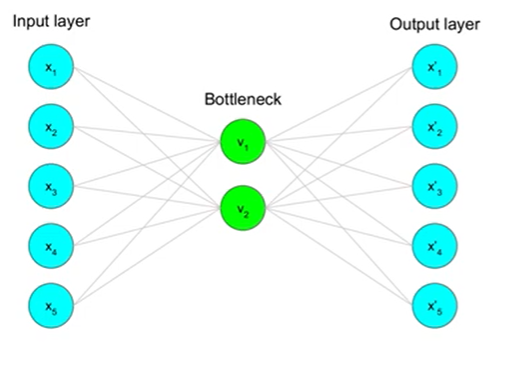 Input layer
Output layer
Bottleneck
x1
x2
x3
x4
x5
v1
v2
x'1
x'2
x'3
x'4
x'5